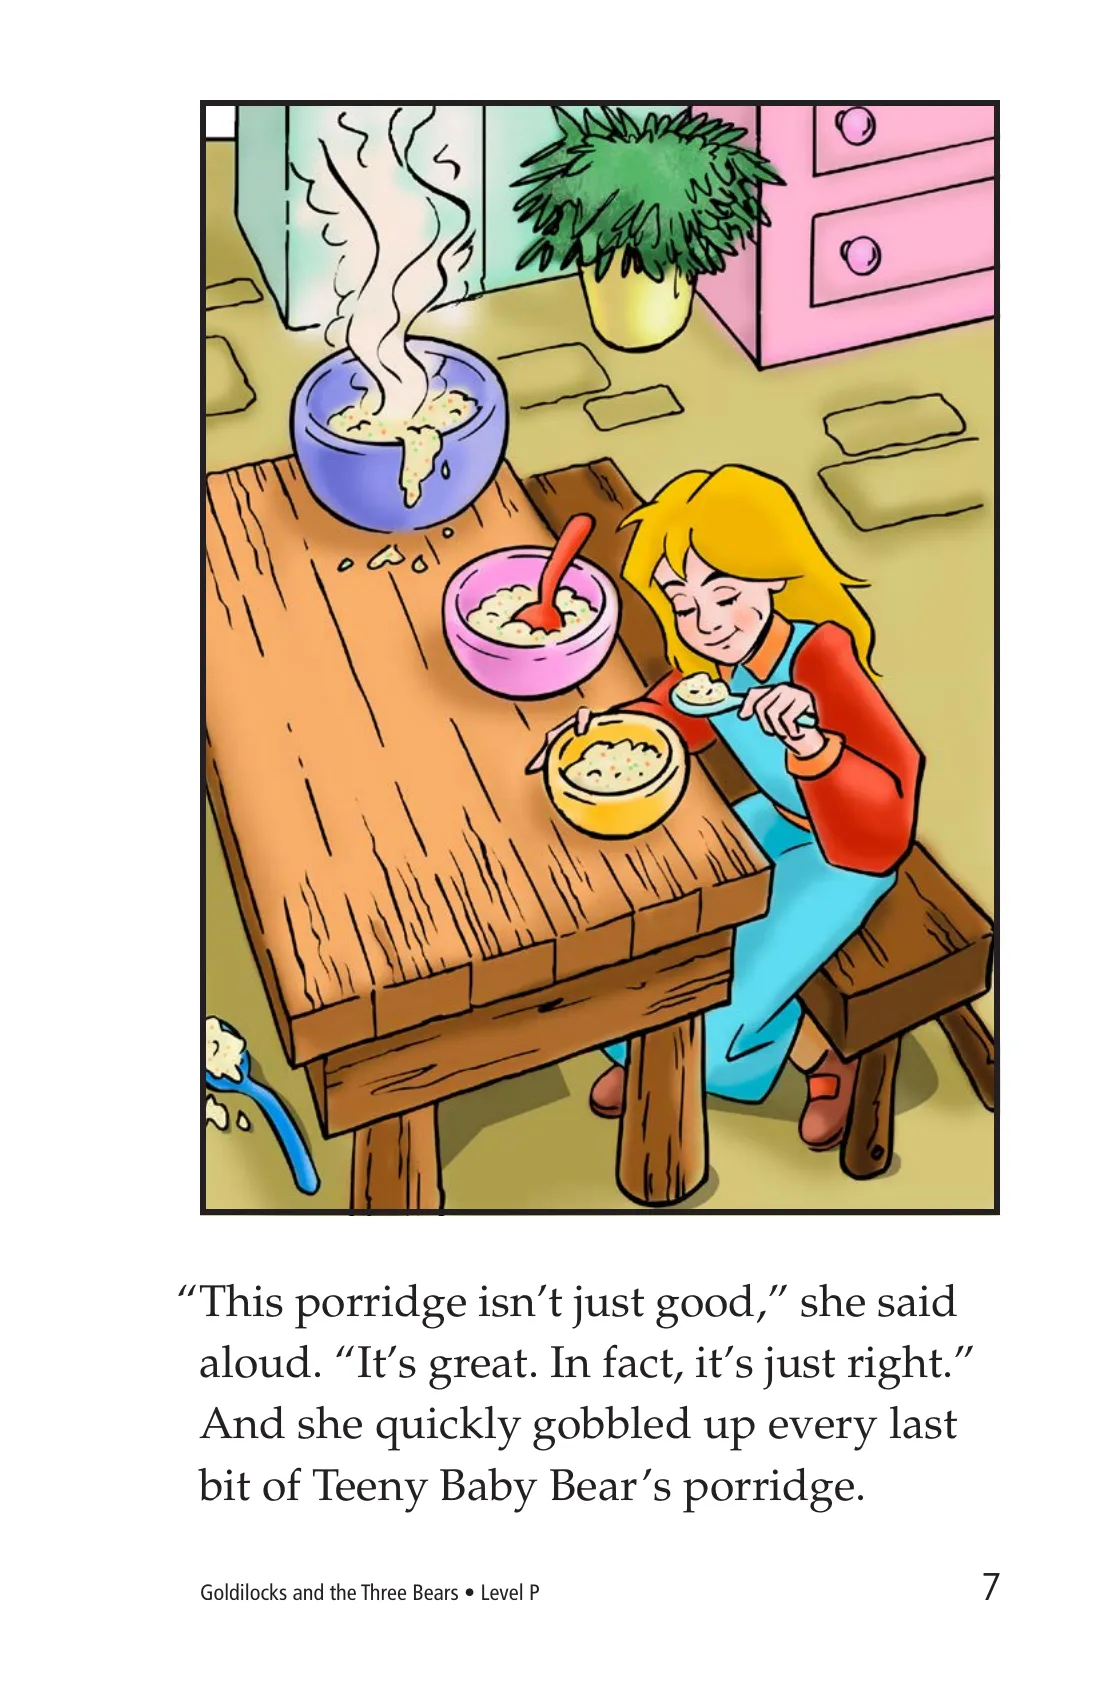 “This porridge isn’t just good,” she said
aloud. “It’s great. In fact, it’s just right.”
And she quickly gobbled up every last
bit of Teeny Baby Bear’s porridge.
Goldilocks and the Three Bears • Level P
7